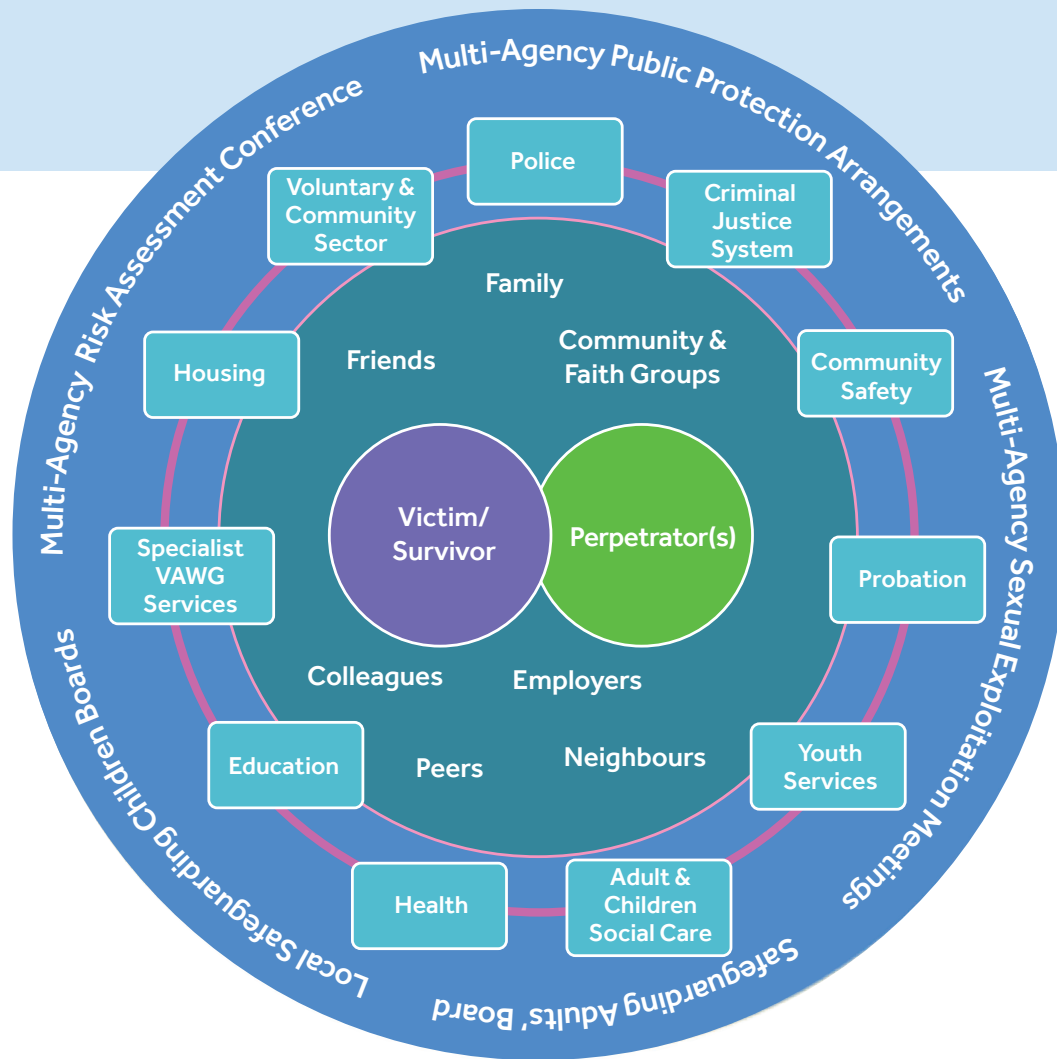 Multi-Agency Risk Assessment Conference
Multi-Agency Public Protection Arrangements
Multi-Agency Sexual Exploitation Meetings
Safeguarding Adults' Board
Local Safeguarding Children Boards
Police
Voluntary &
Community
Sector
Criminal
Justice
System
Housing
Community
Safety
Specialist
VAWG
Services
Probation
Education
Youth
Services
Health
Adult &
Children
Social Care
Family
Friends
Community &
Faith Groups
Victim/
Survivor
Perpetrator(s)
Colleagues
Employers
Peers
Neighbours